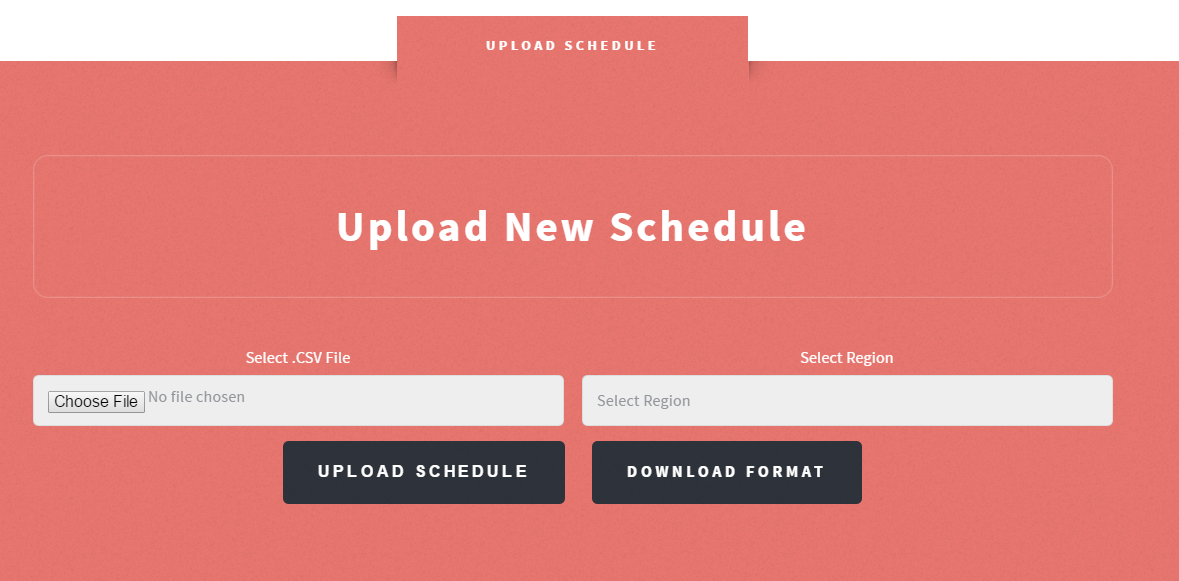 UPLOAD SCHEDULE
Upload New Schedule
Select .CSV File
Select Region
Choose File No file chosen
Select Region
UPLOAD SCHEDULE
DOWNLOAD FORMAT